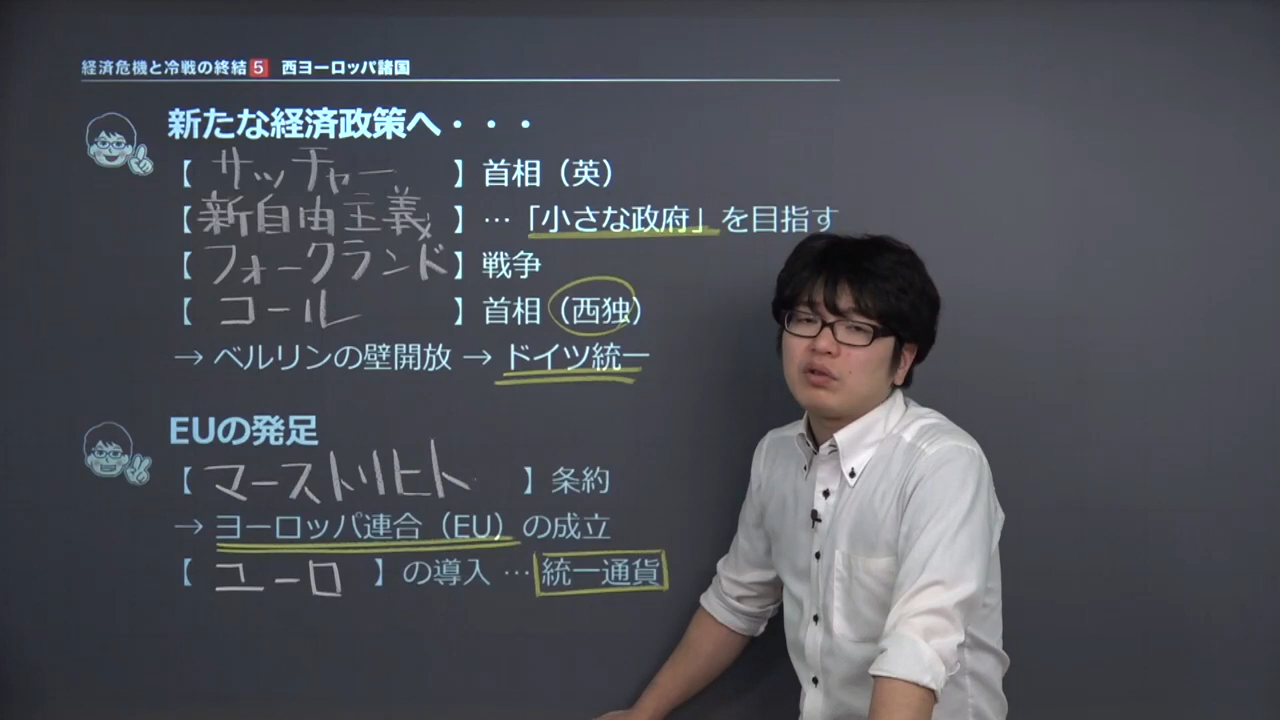 経済危機と冷戦の終結5 西ヨーロッパ諸国
新たな経済政策へ・・・
【 サッチャー 】首相（英）
【 新自由主義 】…「小さな政府」を目指す
【 フォークランド 】戦争
【 コール 】首相（西独）
→ ベルリンの壁開放 → ドイツ統一
EUの発足
【 マーストリヒト 】条約
→ ヨーロッパ連合（EU）の成立
【 ユーロ 】の導入 … 統一通貨